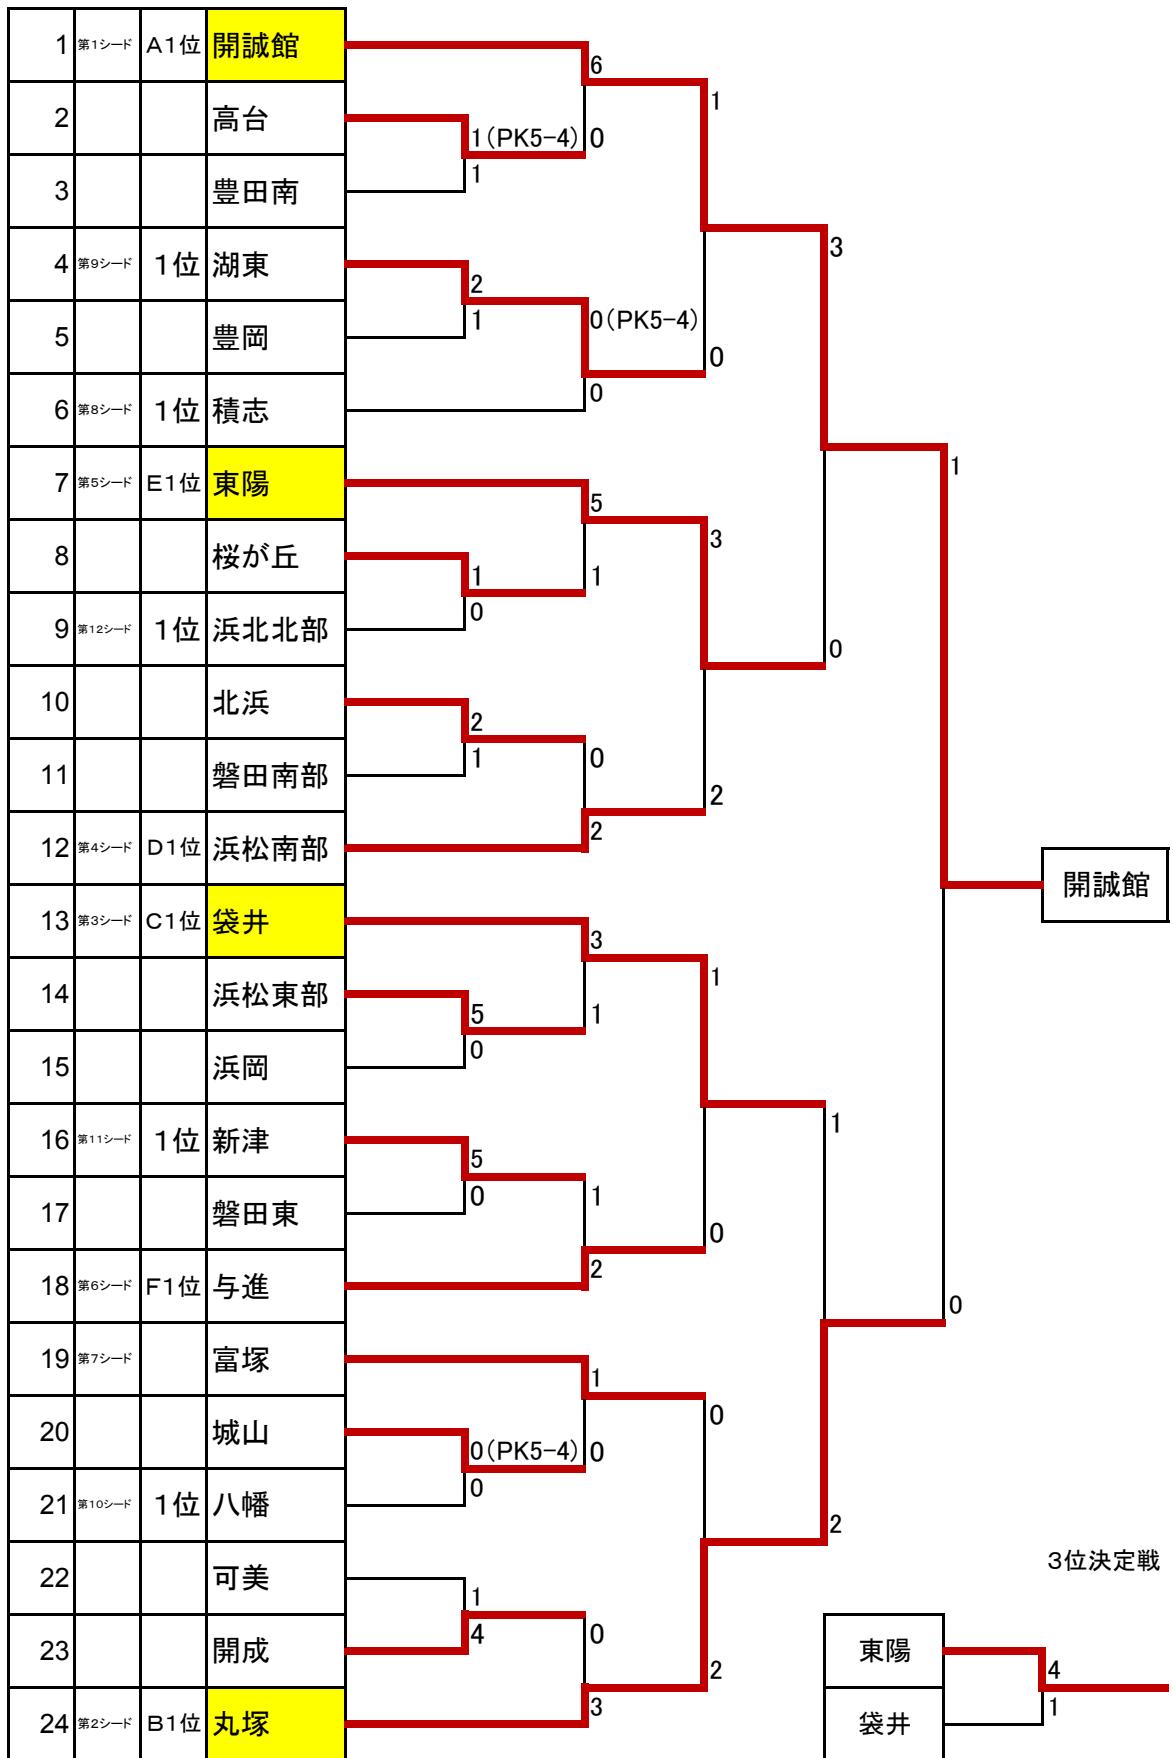 1 第1シード A1位 開誠館
2 高台
3 豊田南
4 第9シード 1位 湖東
5 豊岡
6 第8シード 1位 積志
7 第5シード E1位 東陽
8 桜が丘
9 第12シード 1位 浜北北部
10 北浜
11 磐田南部
12 第4シード D1位 浜松南部
13 第3シード C1位 袋井
14 浜松東部
15 浜岡
16 第11シード 1位 新津
17 磐田東
18 第6シード F1位 与進
19 第7シード 富塚
20 城山
21 第10シード 1位 八幡
22 可美
23 開成
24 第2シード B1位 丸塚
1(PK5-4)
1
2
1
1
0
2
1
5
0
5
0
0(PK5-4)
0
1
4
6
0
0(PK5-4)
0
5
1
0
2
3
1
1
2
1
0
0
3
1
0
3
2
1
0
0
2
3
0
1
2
1
0
開誠館
3位決定戦
東陽
袋井
4
1